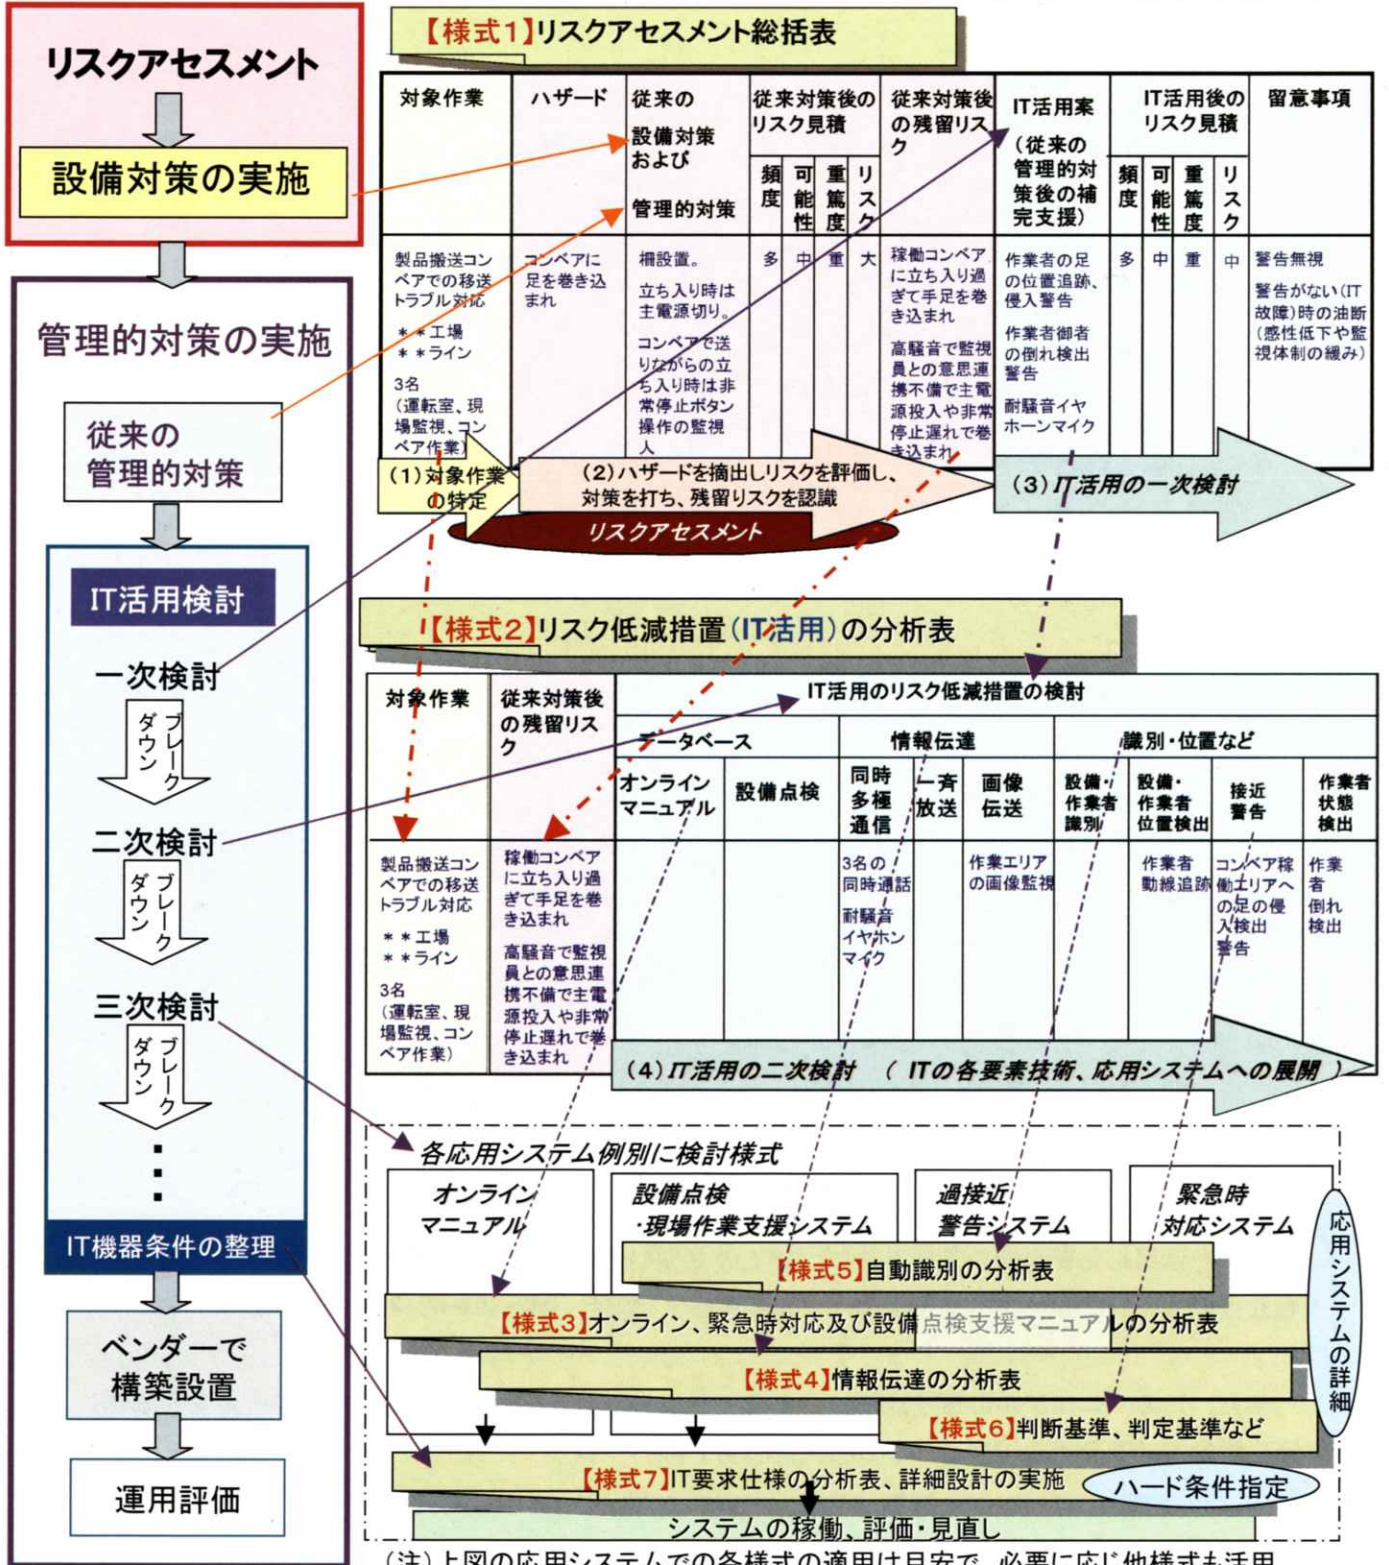 リスクアセスメント
設備対策の実施
管理的対策の実施
従来の
管理的対策
IT活用検討
一次検討
ブレーク
ダウン
二次検討
ブレーク
ダウン
三次検討
ブレーク
ダウン
IT機器条件の整理
ベンダーで
構築設置
運用評価
【様式1】リスクアセスメント総括表
対象作業
ハザード
従来の
設備対策
および
管理的対策
従来対策後の
リスク見積
頻度
可能性
重篤度
リスク
従来対策後
の残留リス
ク
IT活用案
(従来の
管理的対
策後の補
完支援)
IT活用後の
リスク見積
頻度
可能性
重篤度
リスク
留意事項
製品搬送コン
ベアでの移送
トラブル対応
**工場
**ライン
3名
(運転室、現
場監視、コン
ベア作業)
コンベアに
足を巻き込
まれ
柵設置。
立ち入り時は
主電源切り。
コンベアで送
りながらの立
ち入り時は非
常停止ボタン
操作の監視
人
多
中
重
大
稼働コンベア
に立ち入り過
ぎて手足を巻
き込まれ
高騒音で監視
員との意思連
携不備で主電
源投入や非常
停止遅れで巻
き込まれ
作業者の足
の位置追跡、
侵入警告
作業者御者
の倒れ検出
警告
耐騒音イヤ
ホーンマイク
多
中
重
中
警告無視
警告がない(IT
故障)時の油断
(感性低下や監
視体制の緩み)
(1)対象作業
の特定
(2)ハザードを摘出しリスクを評価し、
対策を打ち、残留りスクを認識
(3)IT活用の一次検討
リスクアセスメント
【様式2】リスク低減措置(IT活用)の分析表
対象作業
従来対策後
の残留リス
ク
IT活用のリスク低減措置の検討
データベース
情報伝達
識別・位置など
オンライン
マニュアル
設備点検
同時
多極
通信
一斉
放送
画像
伝送
設備・
作業者
識別
設備・
作業者
位置検出
接近
警告
作業者
状態
検出
製品搬送コン
ベアでの移送
トラブル対応
**工場
**ライン
3名
(運転室、現
場監視、コン
ベア作業)
稼働コンベア
に立ち入り過
ぎて手足を巻
き込まれ
高騒音で監視
員との意思連
携不備で主電
源投入や非常
停止遅れで巻
き込まれ
3名の
同時通話
耐騒音
イヤホン
マイク
作業エリア
の画像監視
作業者
動線追跡
コンベア稼
働エリアへ
の足の侵
入検出
警告
作業
者
倒れ
検出
(4)IT活用の二次検討 ( ITの各要素技術、応用システムへの展開 )
各応用システム例別に検討様式
オンライン
マニュアル
設備点検
・現場作業支援システム
過接近
警告システム
緊急時
対応システム
【様式5】自動識別の分析表
【様式3】オンライン、緊急時対応及び設備点検支援マニュアルの分析表
【様式4】情報伝達の分析表
【様式6】判断基準、判定基準など
応用システムの詳細
【様式7】IT要求仕様の分析表、詳細設計の実施
ハード条件指定
システムの稼働、評価・見直し
(注)上図の応用システムでの各様式の適用は目安で、必要に応じ他様式も活用